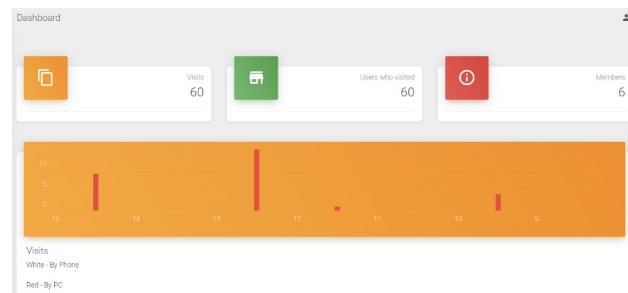 Dashboard
Visits
60
Users who visited
60
Members
6
10
5
0
15 14 13 12 11 10 9
Visits
White - By Phone
Red - By PC